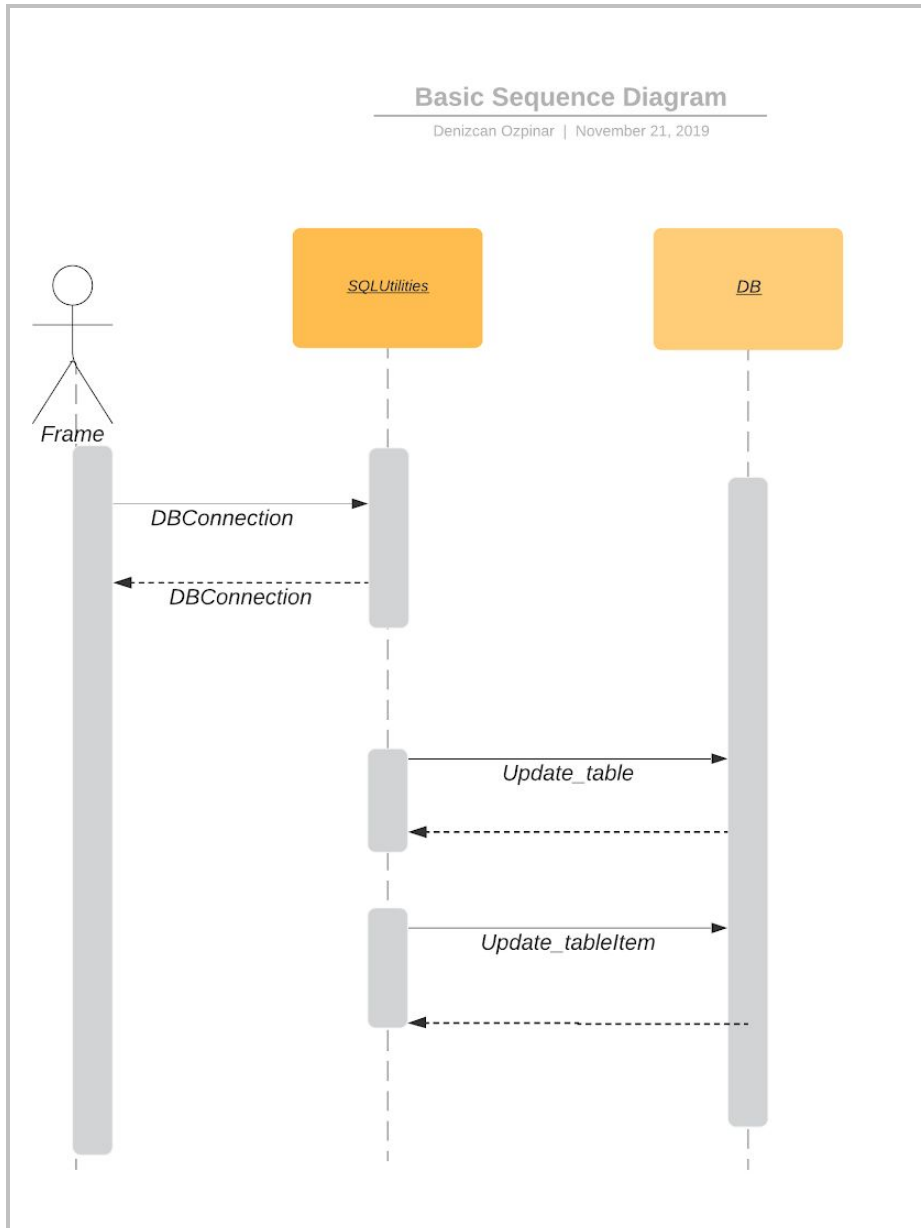 Basic Sequence Diagram
Denizcan Ozpinar | November 21, 2019
SQLUtilities
DB
Frame
DBConnection
DBConnection
Update_table
Update_tableItem